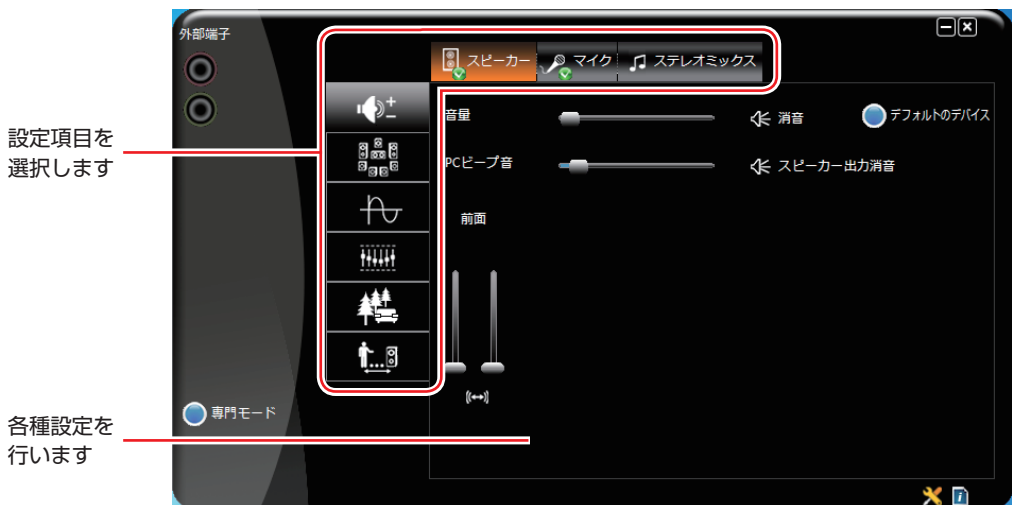 外部端子
スピーカー
マイク
ステレオミックス
音量
消音
デフォルトのデバイス
設定項目を
選択します
PCビープ音
スピーカー出力消音
前面
専門モード
各種設定を
行います